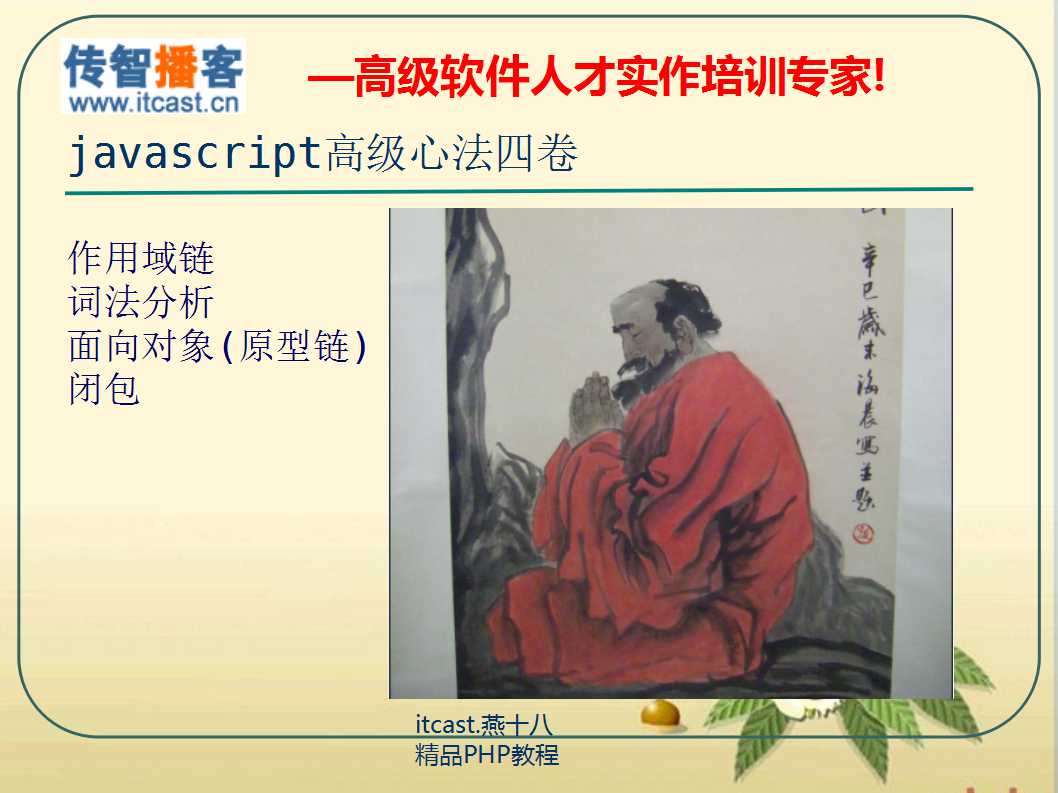 传智播客
www.itcast.cn
—高级软件人才实作培训专家!
javascript高级心法四卷
作用域链
词法分析
面向对象(原型链)
闭包
辛巳歲末海晨寫並题
itcast.燕十八
精品PHP教程